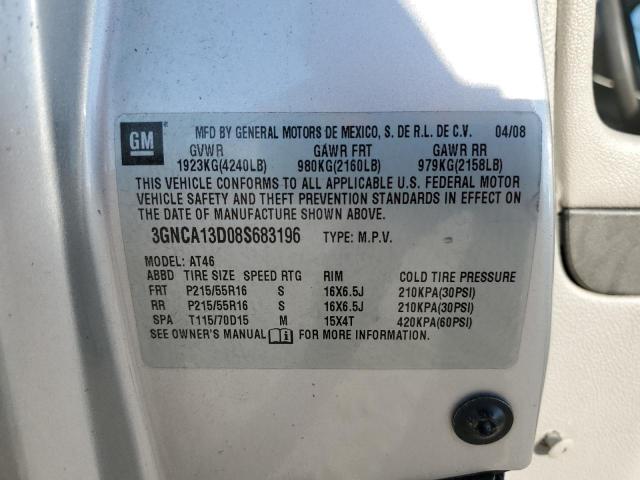 GM MFD BY GENERAL MOTORS DE MEXICO, S. DE R.L. DE C.V. 04/08
GVWR GAWR FRT GAWR RR
1923KG(4240LB) 980KG(2160LB) 979KG(2158LB)
THIS VEHICLE CONFORMS TO ALL APPLICABLE U.S. FEDERAL MOTOR
VEHICLE SAFETY AND THEFT PREVENTION STANDARDS IN EFFECT ON
THE DATE OF MANUFACTURE SHOWN ABOVE.
3GNCA13D08S683196 TYPE: M.P.V.
MODEL: AT46
ABBD TIRE SIZE SPEED RTG RIM COLD TIRE PRESSURE
FRT P215/55R16 S 16X6.5J 210KPA(30PSI)
RR P215/55R16 S 16X6.5J 210KPA(30PSI)
SPA T115/70D15 M 15X4T 420KPA(60PSI)
SEE OWNER'S MANUAL i FOR MORE INFORMATION.